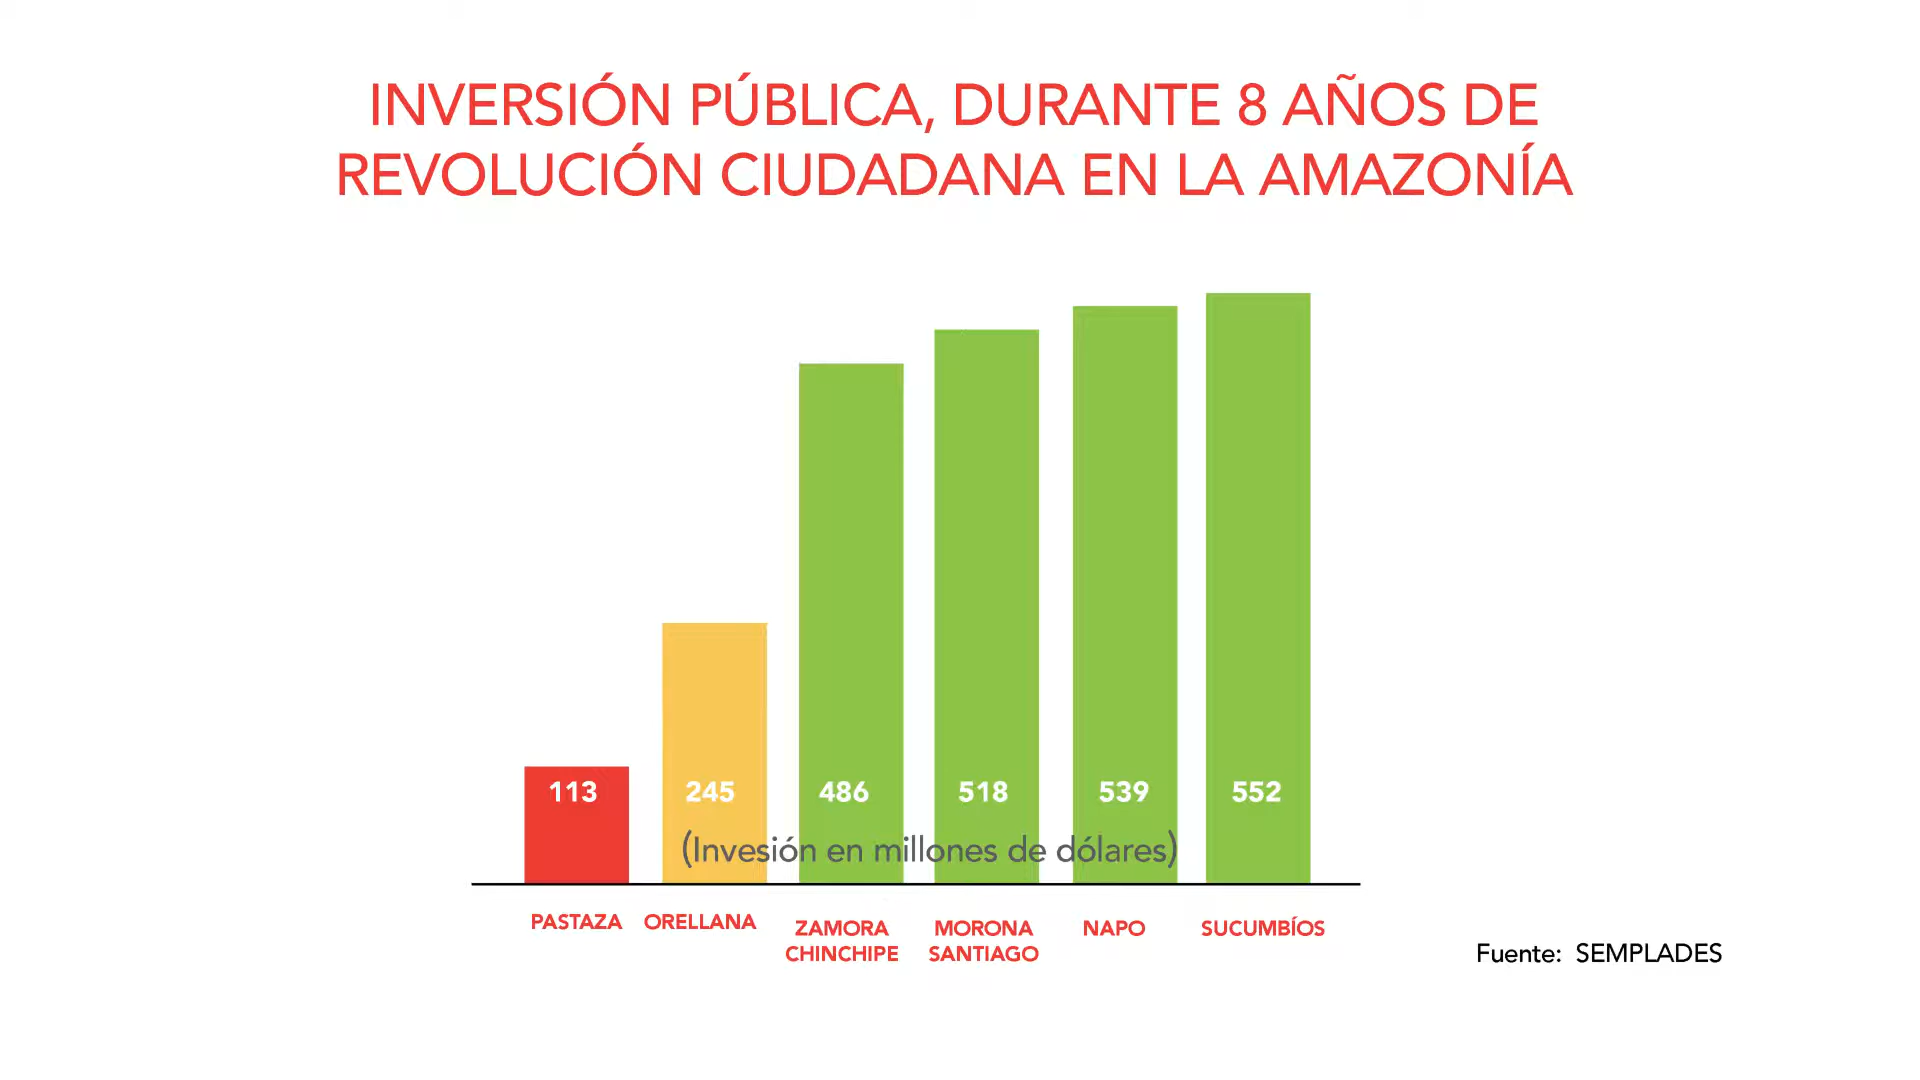 INVERSIÓN PÚBLICA, DURANTE 8 AÑOS DE
REVOLUCIÓN CIUDADANA EN LA AMAZONÍA
113 245 486 518 539 552
(Invesión en millones de dólares)
PASTAZA ORELLANA ZAMORA MORONA NAPO SUCUMBÍOS
CHINCHIPE SANTIAGO
Fuente: SEMPLADES